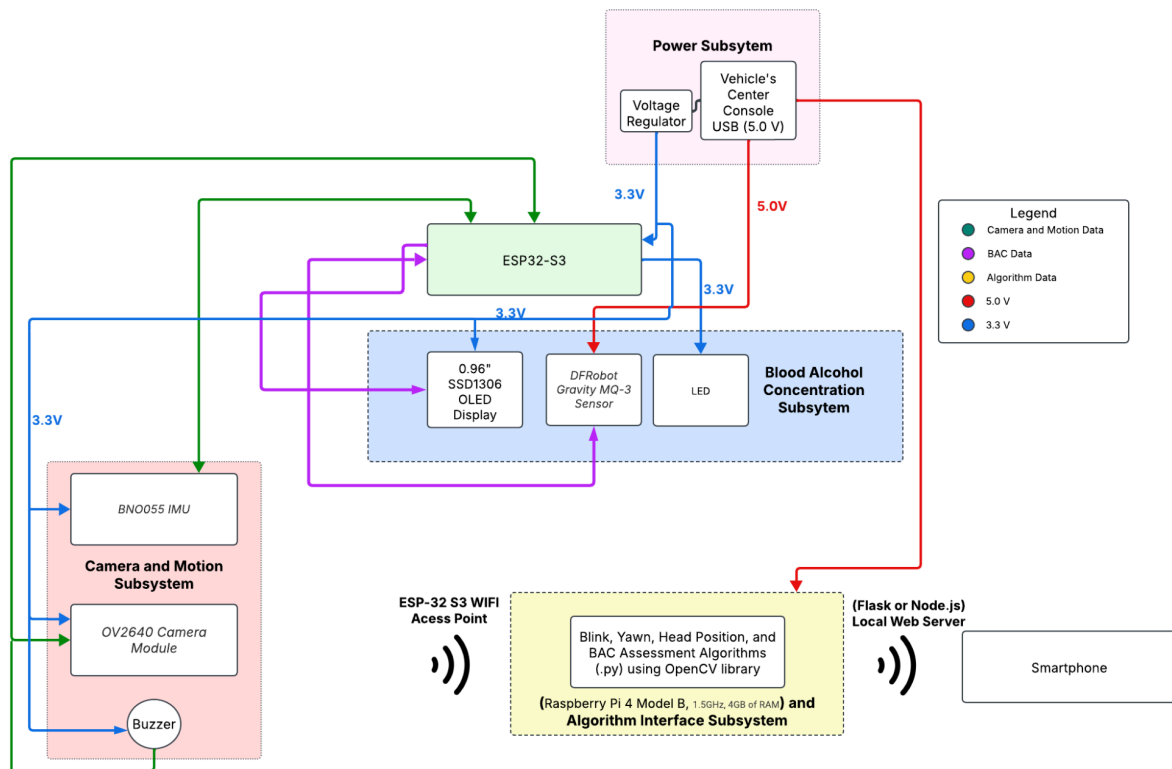 Power Subsytem
Voltage
Regulator
Vehicle's
Center
Console
USB (5.0 V)
3.3V
5.0V
Legend
Camera and Motion Data
BAC Data
Algorithm Data
5.0 V
3.3 V
ESP32-S3
3.3V
3.3V
0.96"
SSD1306
OLED
Display
DFRobot
Gravity MQ-3
Sensor
LED
Blood Alcohol
Concentration
Subsytem
3.3V
BNO055 IMU
Camera and Motion
Subsystem
OV2640 Camera
Module
Buzzer
ESP-32 S3 WIFI
Acess Point
Blink, Yawn, Head Position, and
BAC Assessment Algorithms
(.py) using OpenCV library
(Raspberry Pi 4 Model B, 1.5GHz, 4GB of RAM) and
Algorithm Interface Subsystem
(Flask or Node.js)
Local Web Server
Smartphone